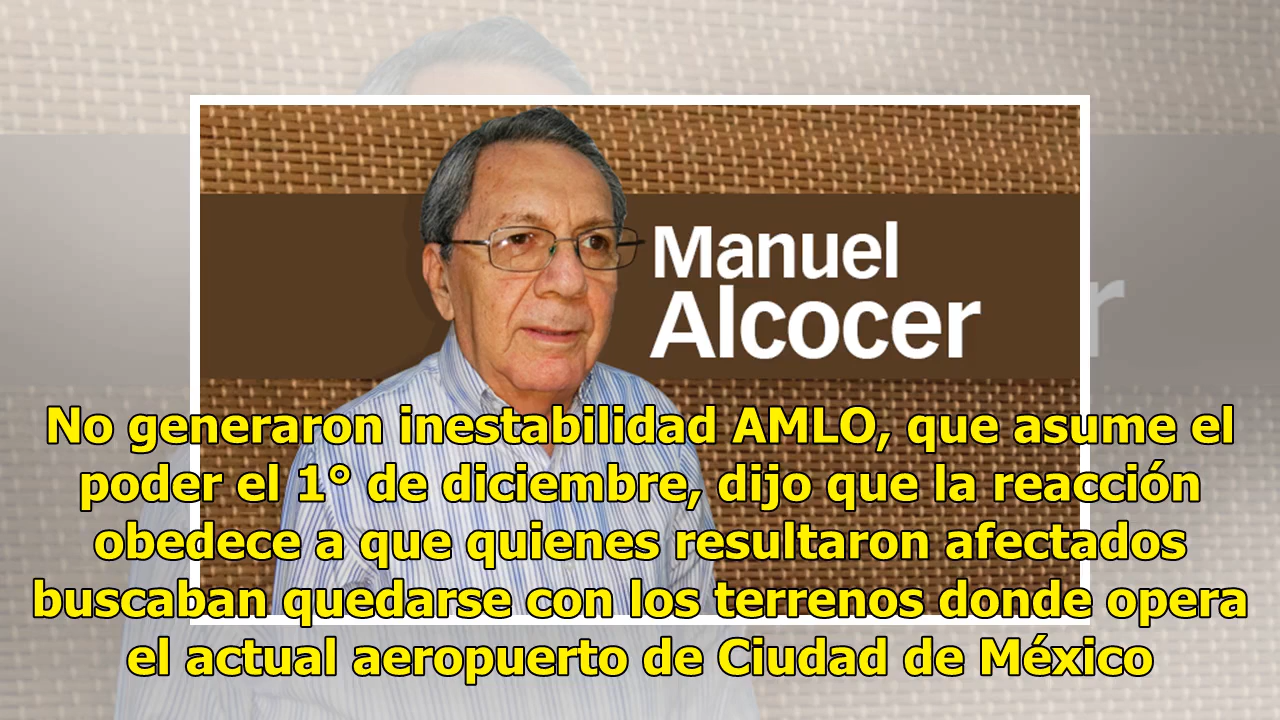 Manuel
Alcocer
r
No generaron inestabilidad AMLO, que asume el
poder el 1° de diciembre, dijo que la reacción
obedece a que quienes resultaron afectados
buscaban quedarse con los terrenos donde opera
el actual aeropuerto de Ciudad de México